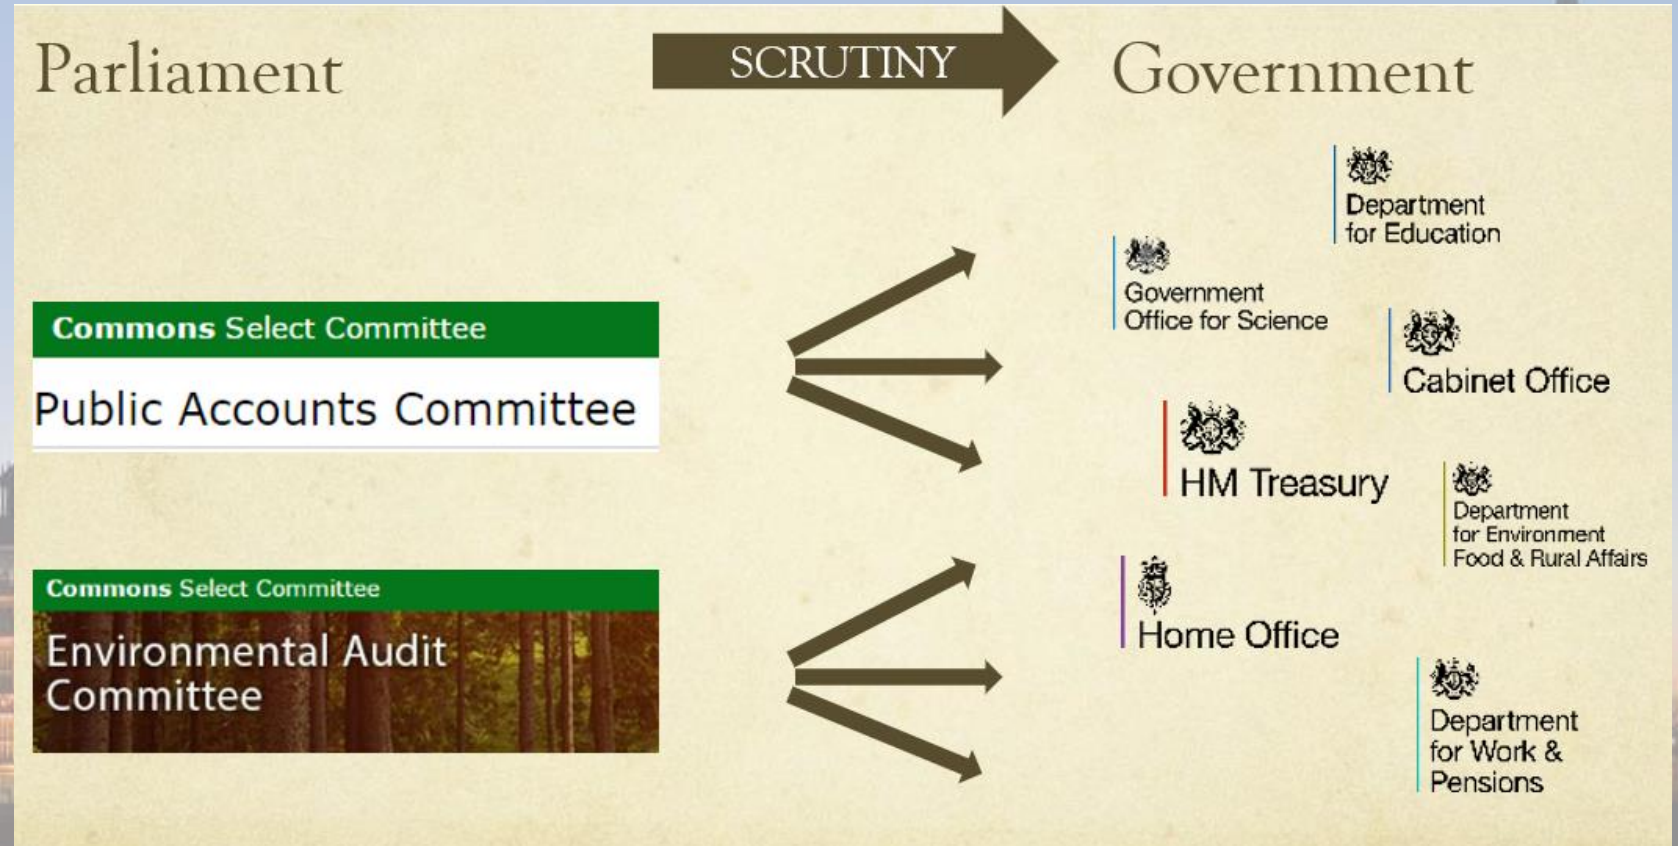 Parliament
SCRUTINY
Government
Commons Select Committee
Public Accounts Committee
Commons Select Committee
Environmental Audit
Committee
Department
for Education
Government
Office for Science
Cabinet Office
HM Treasury
Department
for Environment
Food & Rural Affairs
Home Office
Department
for Work &
Pensions